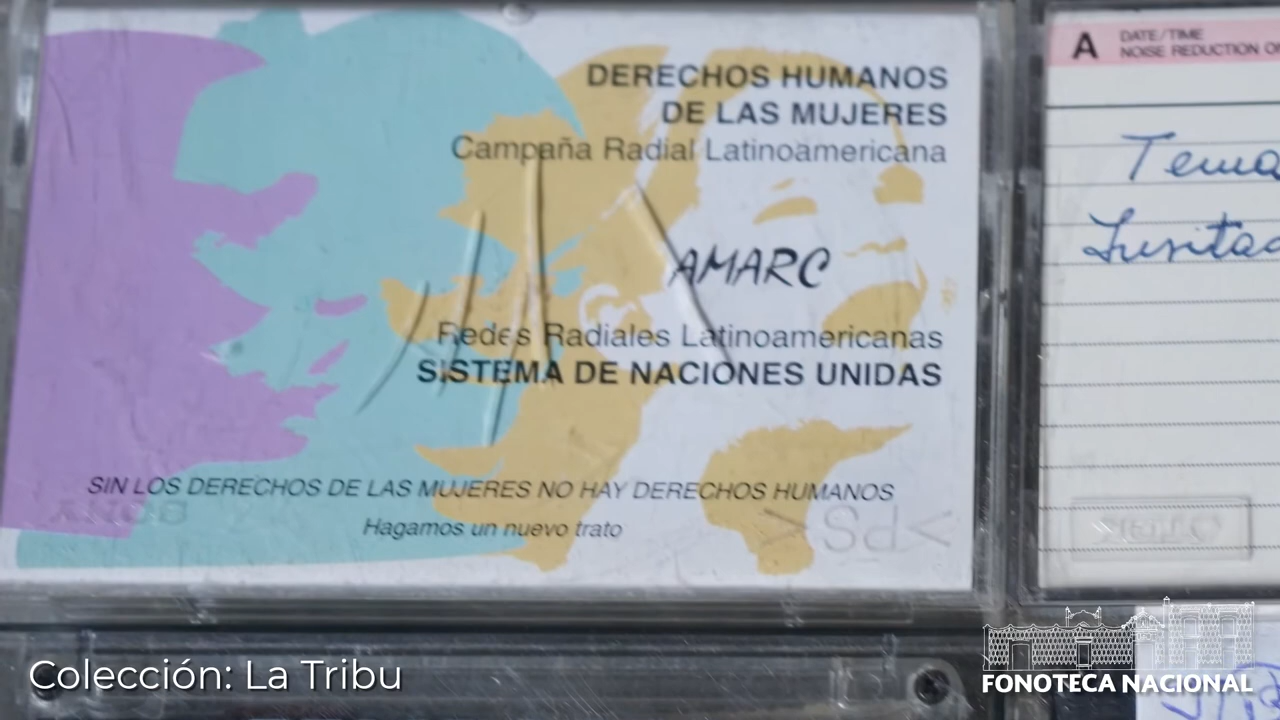 DERECHOS HUMANOS
DE LAS MUJERES
Campaña Radial Latinoamericana
AMARC
Redes Radiales Latinoamericanas
SISTEMA DE NACIONES UNIDAS
SIN LOS DERECHOS DE LAS MUJERES NO HAY DERECHOS HUMANOS
Hagamos un nuevo trato
>PS<
SONY
A
DATE/TIME
NOISE REDUCTION
Colección: La Tribu
FONOTECA NACIONAL